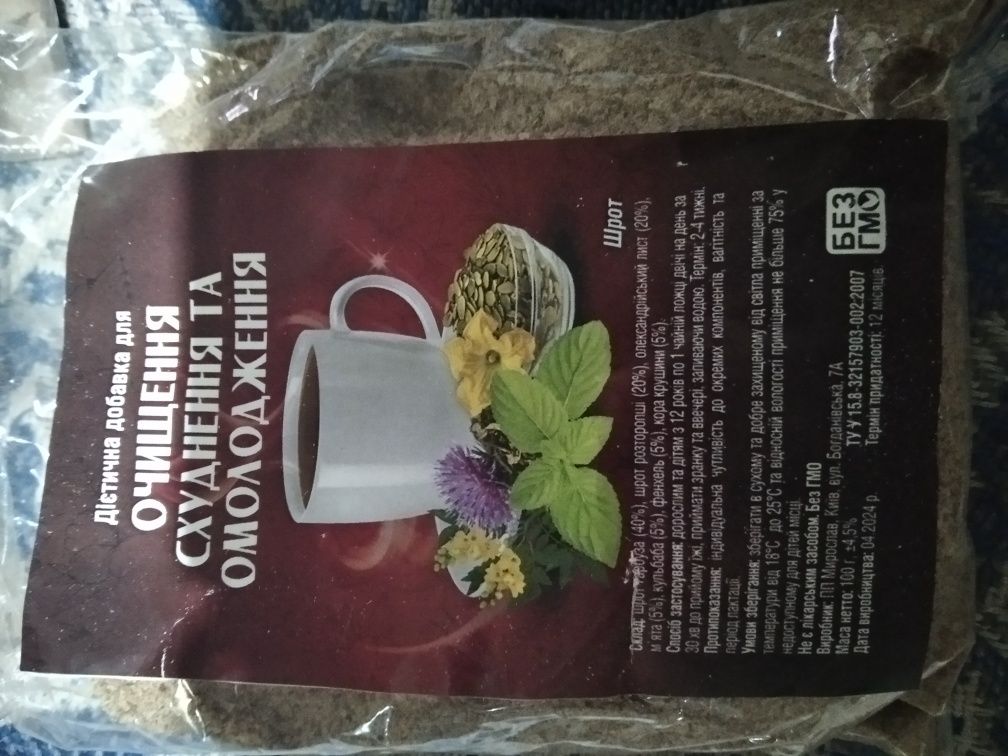 Дієтична добавка для
ОЧИЩЕННЯ
СХУДНЕННЯ ТА
ОМОЛОДЖЕННЯ
Шрот
Склад: шрот гарбуза (40%), шрот розторопші (20%), олександрійський лист (20%),
м'ята (5%), кульбаба (5%), фенхель (5%), кора крушини (5%).
Спосіб застосування: дорослим та дітям з 12 років по 1 чайній ложці двічі на день за
30 хв до прийому їжі, приймати зранку та ввечері, запиваючи водою. Термін: 2-4 тижні.
Протипоказання: індивідуальна чутливість до окремих компонентів, вагітність та
період лактації.
Умови зберігання: зберігати в сухому та добре захищеному від світла приміщенні за
температури від 18°С до 25°С та відносній вологості приміщення не більше 75% у
недоступному для дітей місці.
Не є лікарським засобом. Без ГМО
Виробник: ПП Мирослав, Київ, вул. Богданівська, 7А
Маса нетто: 100 г. ±4,5%
ТУ У 15.8-32157903-002:2007
Дата виробництва: 04.2024 р.
Термін придатності: 12 місяців
БЕЗ
ГМО